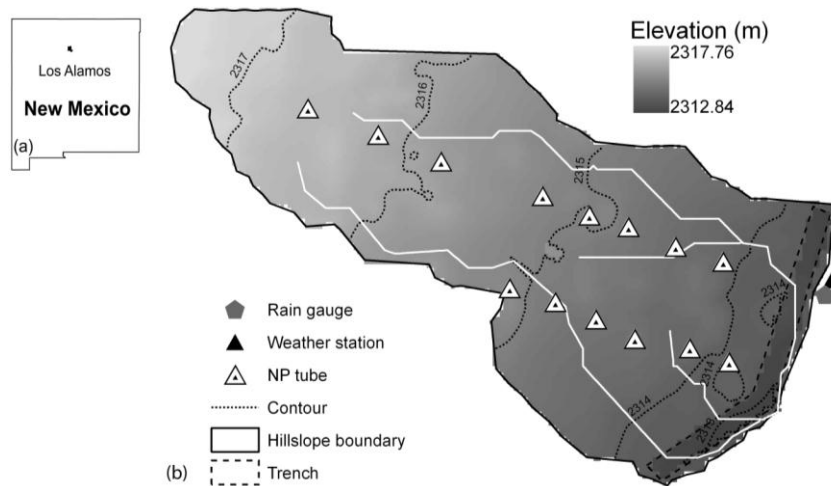 Los Alamos
New Mexico
(a)
Elevation (m)
2317.76
2312.84
2317
2316
2315
2314
2314
2314
Rain gauge
Weather station
NP tube
Contour
Hillslope boundary
Trench
(b)